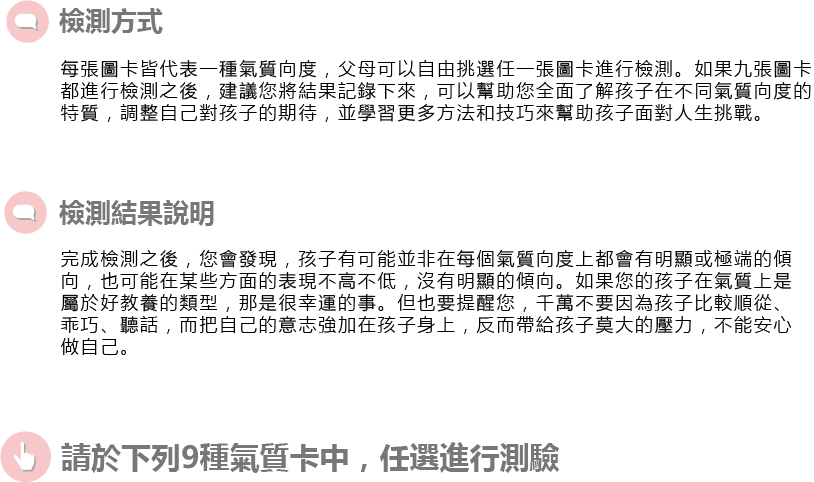 檢測方式
每張圖卡皆代表一種氣質向度，父母可以自由挑選任一張圖卡進行檢測。如果九張圖卡
都進行檢測之後，建議您將結果記錄下來，可以幫助您全面了解孩子在不同氣質向度的
特質，調整自己對孩子的期待，並學習更多方法和技巧來幫助孩子面對人生挑戰。
檢測結果說明
完成檢測之後，您會發現，孩子有可能並非在每個氣質向度上都會有明顯或極端的傾
向，也可能在某些方面的表現不高不低，沒有明顯的傾向。如果您的孩子在氣質上是
屬於好教養的類型，那是很幸運的事。但也要提醒您，千萬不要因為孩子比較順從、
乖巧、聽話，而把自己的意志強加在孩子身上，反而帶給孩子莫大的壓力，不能安心
做自己。
請於下列9種氣質卡中，任選進行測驗